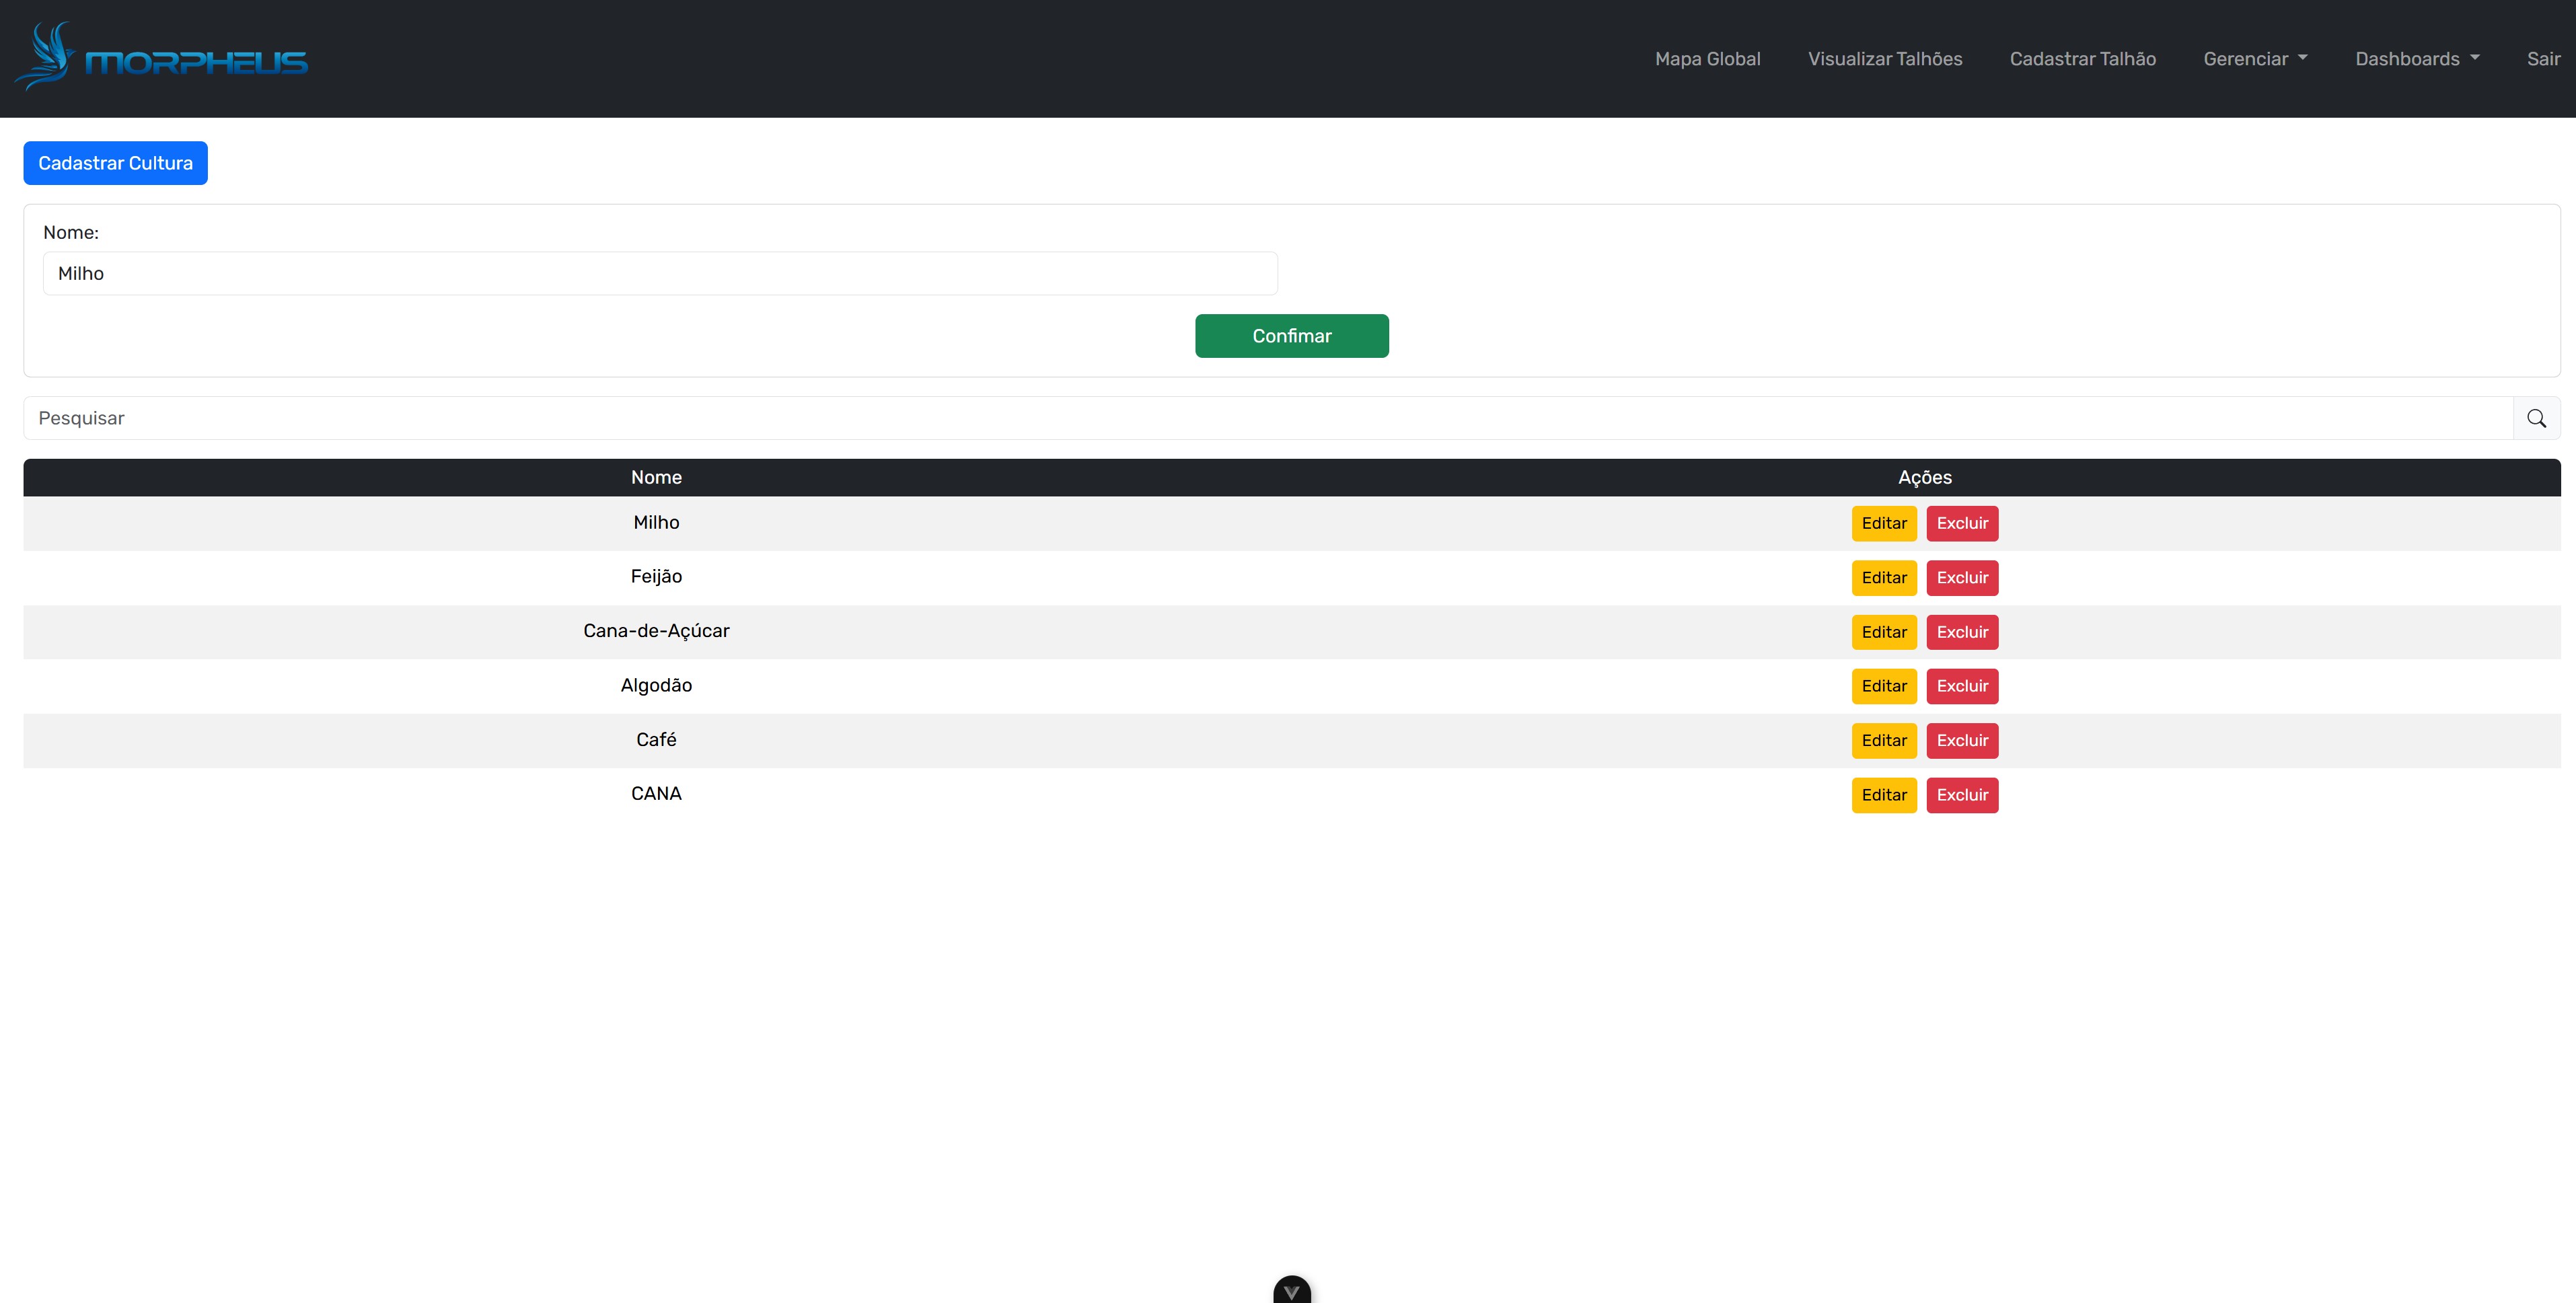 MORPHEUS
Mapa Global Visualizar Talhões Cadastrar Talhão Gerenciar Dashboards Sair
Cadastrar Cultura
Nome:
Milho
Confimar
Pesquisar
Nome Ações
Milho Editar Excluir
Feijão Editar Excluir
Cana-de-Açúcar Editar Excluir
Algodão Editar Excluir
Café Editar Excluir
CANA Editar Excluir